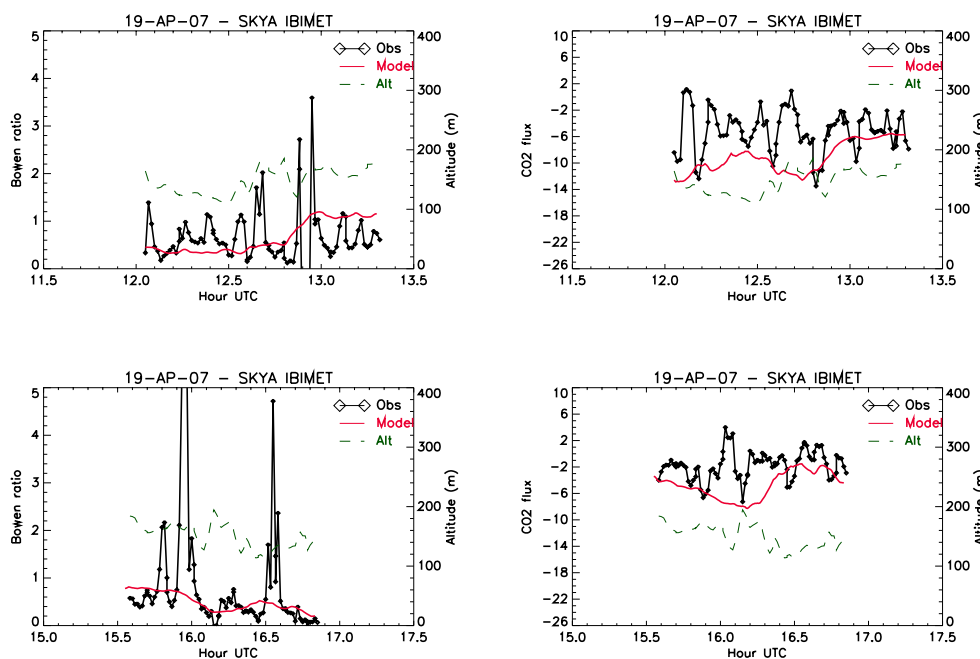 19-AP-07 - SKYA IBIMET
5
4
3
2
1
0
Bowen ratio
400
300
200
100
0
Altitude (m)
Obs
Model
Alt
11.5
12.0
12.5
13.0
13.5
Hour UTC
19-AP-07 - SKYA IBIMET
10
6
2
-2
-6
-10
-14
-18
-22
-26
CO2 flux
400
300
200
100
0
Altitude (m)
Obs
Model
Alt
11.5
12.0
12.5
13.0
13.5
Hour UTC
19-AP-07 - SKYA IBIMET
5
4
3
2
1
0
Bowen ratio
400
300
200
100
0
Altitude (m)
Obs
Model
Alt
15.0
15.5
16.0
16.5
17.0
17.5
Hour UTC
19-AP-07 - SKYA IBIMET
10
6
2
-2
-6
-10
-14
-18
-22
-26
CO2 flux
400
300
200
100
0
Altitude (m)
Obs
Model
Alt
15.0
15.5
16.0
16.5
17.0
17.5
Hour UTC